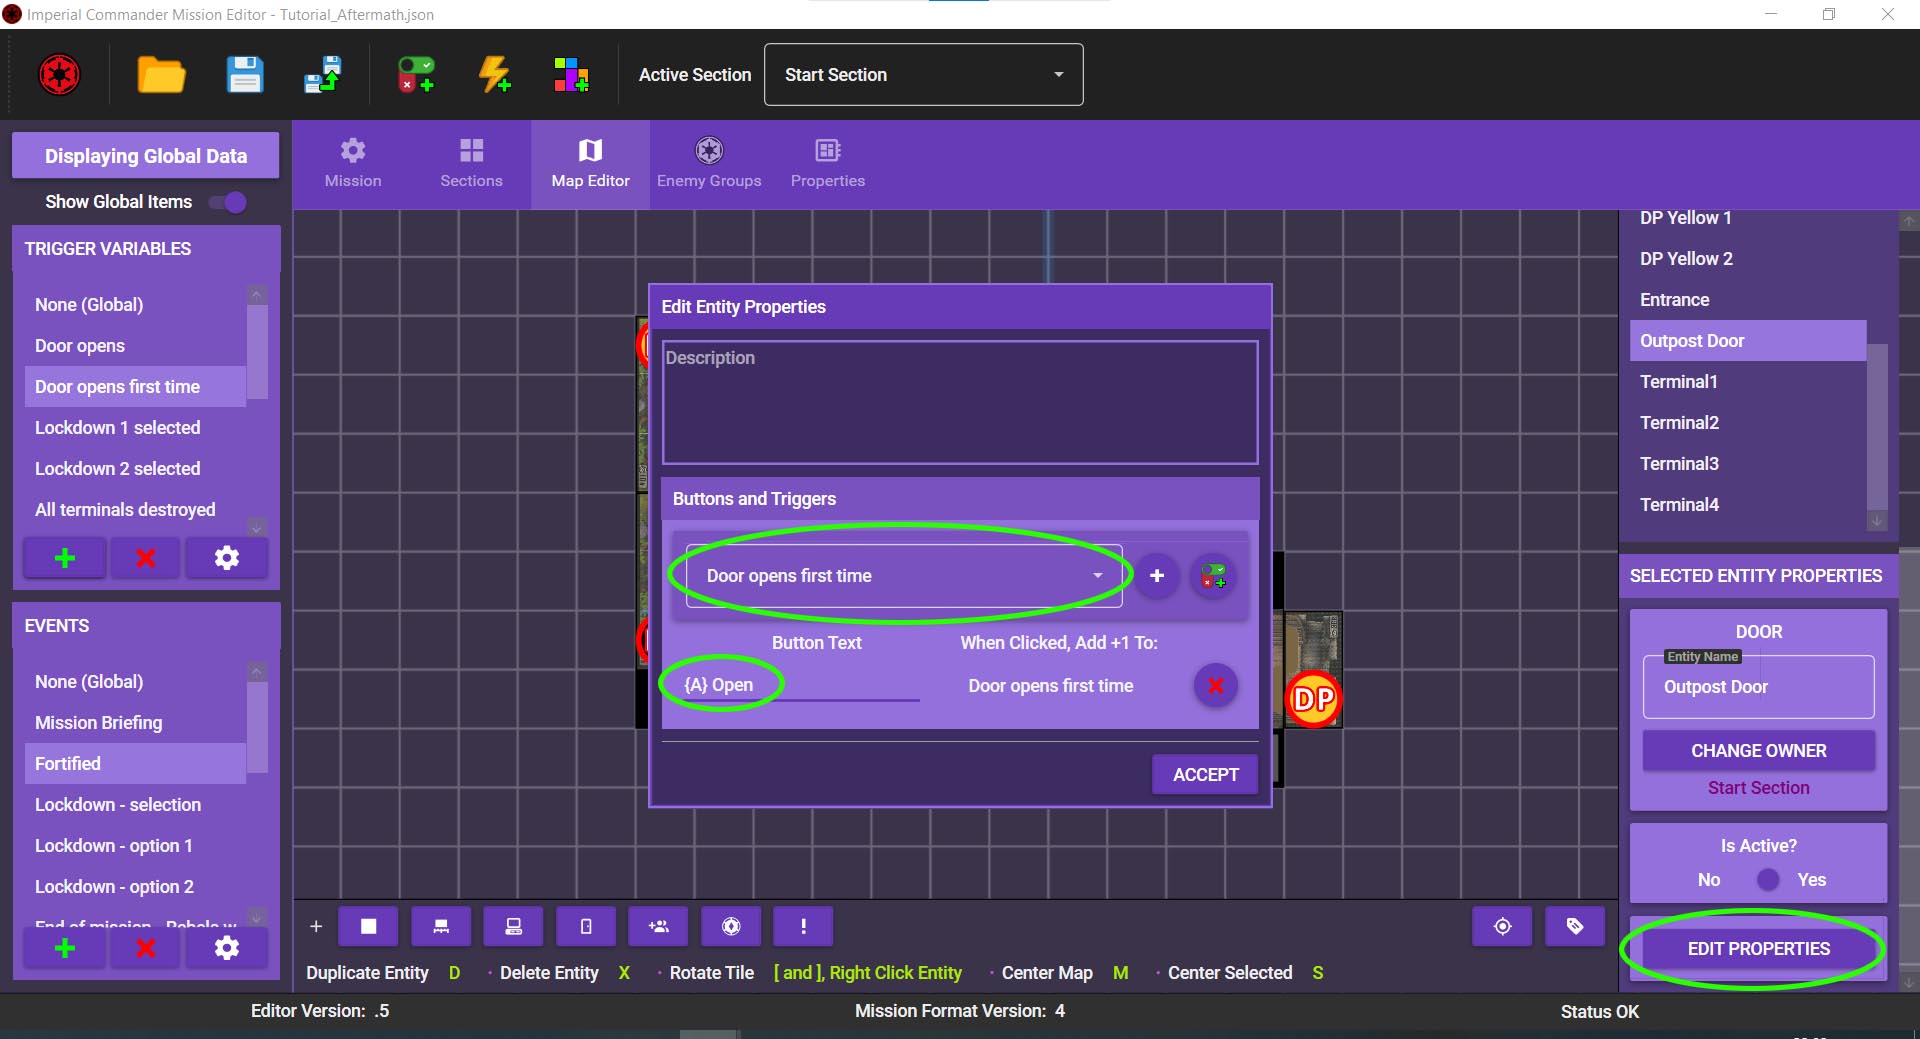 Imperial Commander Mission Editor - Tutorial_Aftermath.json
Active Section
Start Section
Displaying Global Data
Show Global Items
TRIGGER VARIABLES
None (Global)
Door opens
Door opens first time
Lockdown 1 selected
Lockdown 2 selected
All terminals destroyed
EVENTS
None (Global)
Mission Briefing
Fortified
Lockdown - selection
Lockdown - option 1
Lockdown - option 2
End of mission - Rebels w
Mission
Sections
Map Editor
Enemy Groups
Properties
Edit Entity Properties
Description
Buttons and Triggers
Door opens first time
Button Text
When Clicked, Add +1 To:
{A} Open
Door opens first time
ACCEPT
DP
DP Yellow 1
DP Yellow 2
Entrance
Outpost Door
Terminal1
Terminal2
Terminal3
Terminal4
SELECTED ENTITY PROPERTIES
DOOR
Entity Name
Outpost Door
CHANGE OWNER
Start Section
Is Active?
No Yes
EDIT PROPERTIES
Duplicate Entity D · Delete Entity X · Rotate Tile [ and ], Right Click Entity · Center Map M · Center Selected S
Editor Version: .5
Mission Format Version: 4
Status OK